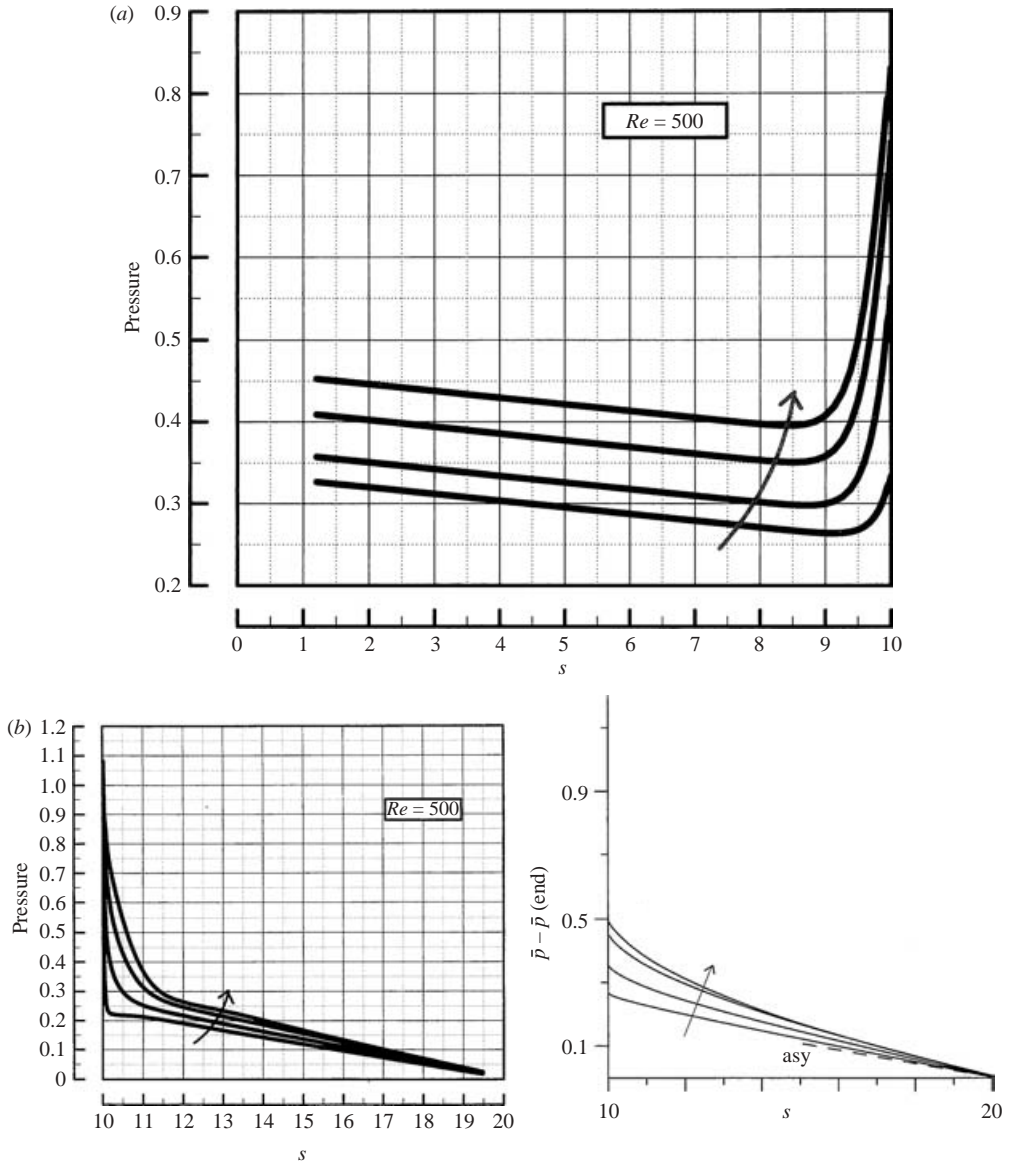 (a)
0.9
0.8
0.7
0.6
0.5
0.4
0.3
0.2
Pressure
Re = 500
0 1 2 3 4 5 6 7 8 9 10
s
(b)
1.2
1.1
1.0
0.9
0.8
0.7
0.6
0.5
0.4
0.3
0.2
0.1
0
Pressure
Re = 500
10 11 12 13 14 15 16 17 18 19 20
s
0.9
0.5
0.1
p̄ – p̄ (end)
asy
10 s 20